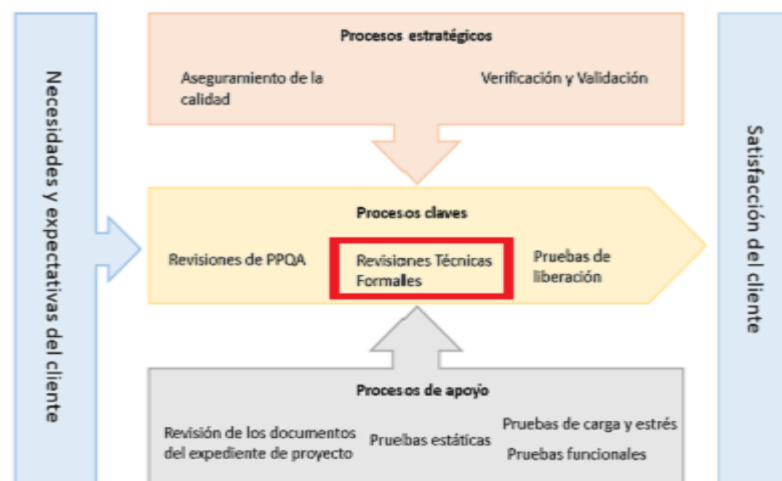 Necesidades y expectativas del cliente
Procesos estratégicos
Aseguramiento de la
calidad
Verificación y Validación
Procesos claves
Revisiones de PPQA
Revisiones Técnicas
Formalles
Pruebas de
liberación
Procesos de apoyo
Revisión de los documentos
del expediente de proyecto
Pruebas estáticas
Pruebas de carga y estrés
Pruebas funcionales
Satisfacción del cliente